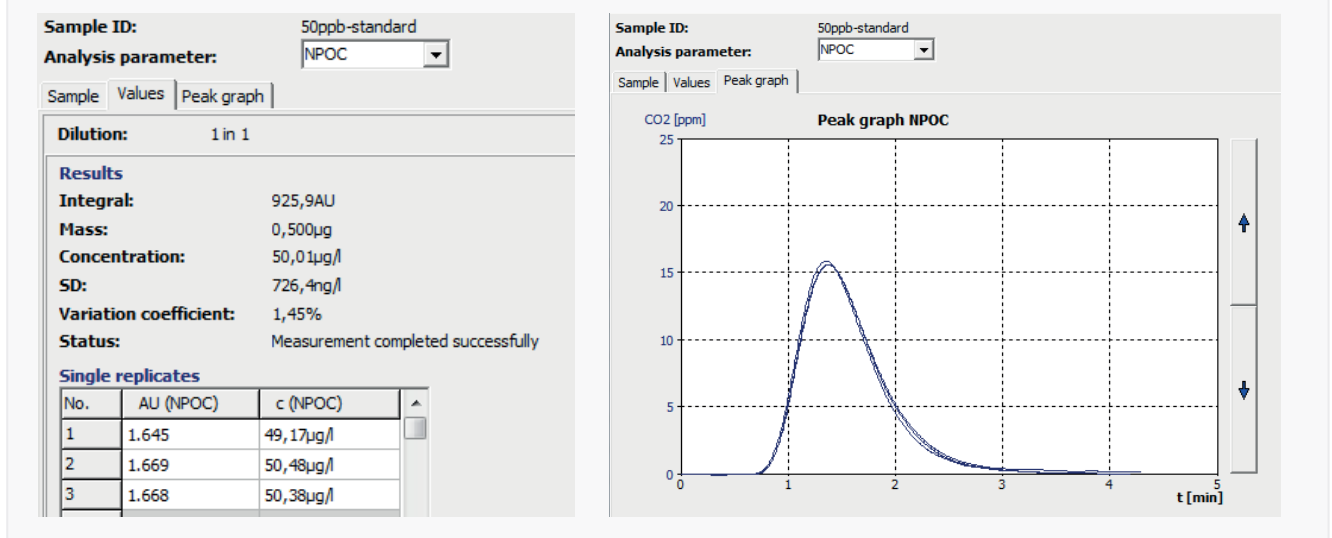 Sample ID: 50ppb-standard
Analysis parameter: NPOC
Sample Values Peak graph
Dilution: 1 in 1
Results
Integral: 925,9AU
Mass: 0,500µg
Concentration: 50,01µg/l
SD: 726,4ng/l
Variation coefficient: 1,45%
Status: Measurement completed successfully
Single replicates
No. AU (NPOC) c (NPOC)
1 1.645 49,17µg/l
2 1.669 50,48µg/l
3 1.668 50,38µg/l
Sample ID: 50ppb-standard
Analysis parameter: NPOC
Sample Values Peak graph
CO2 [ppm] Peak graph NPOC
25
20
15
10
5
0
0 1 2 3 4 5
t [min]